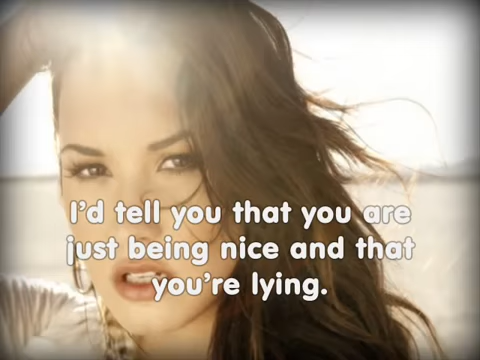 I'd tell you that you are
just being nice and that
you're lying.